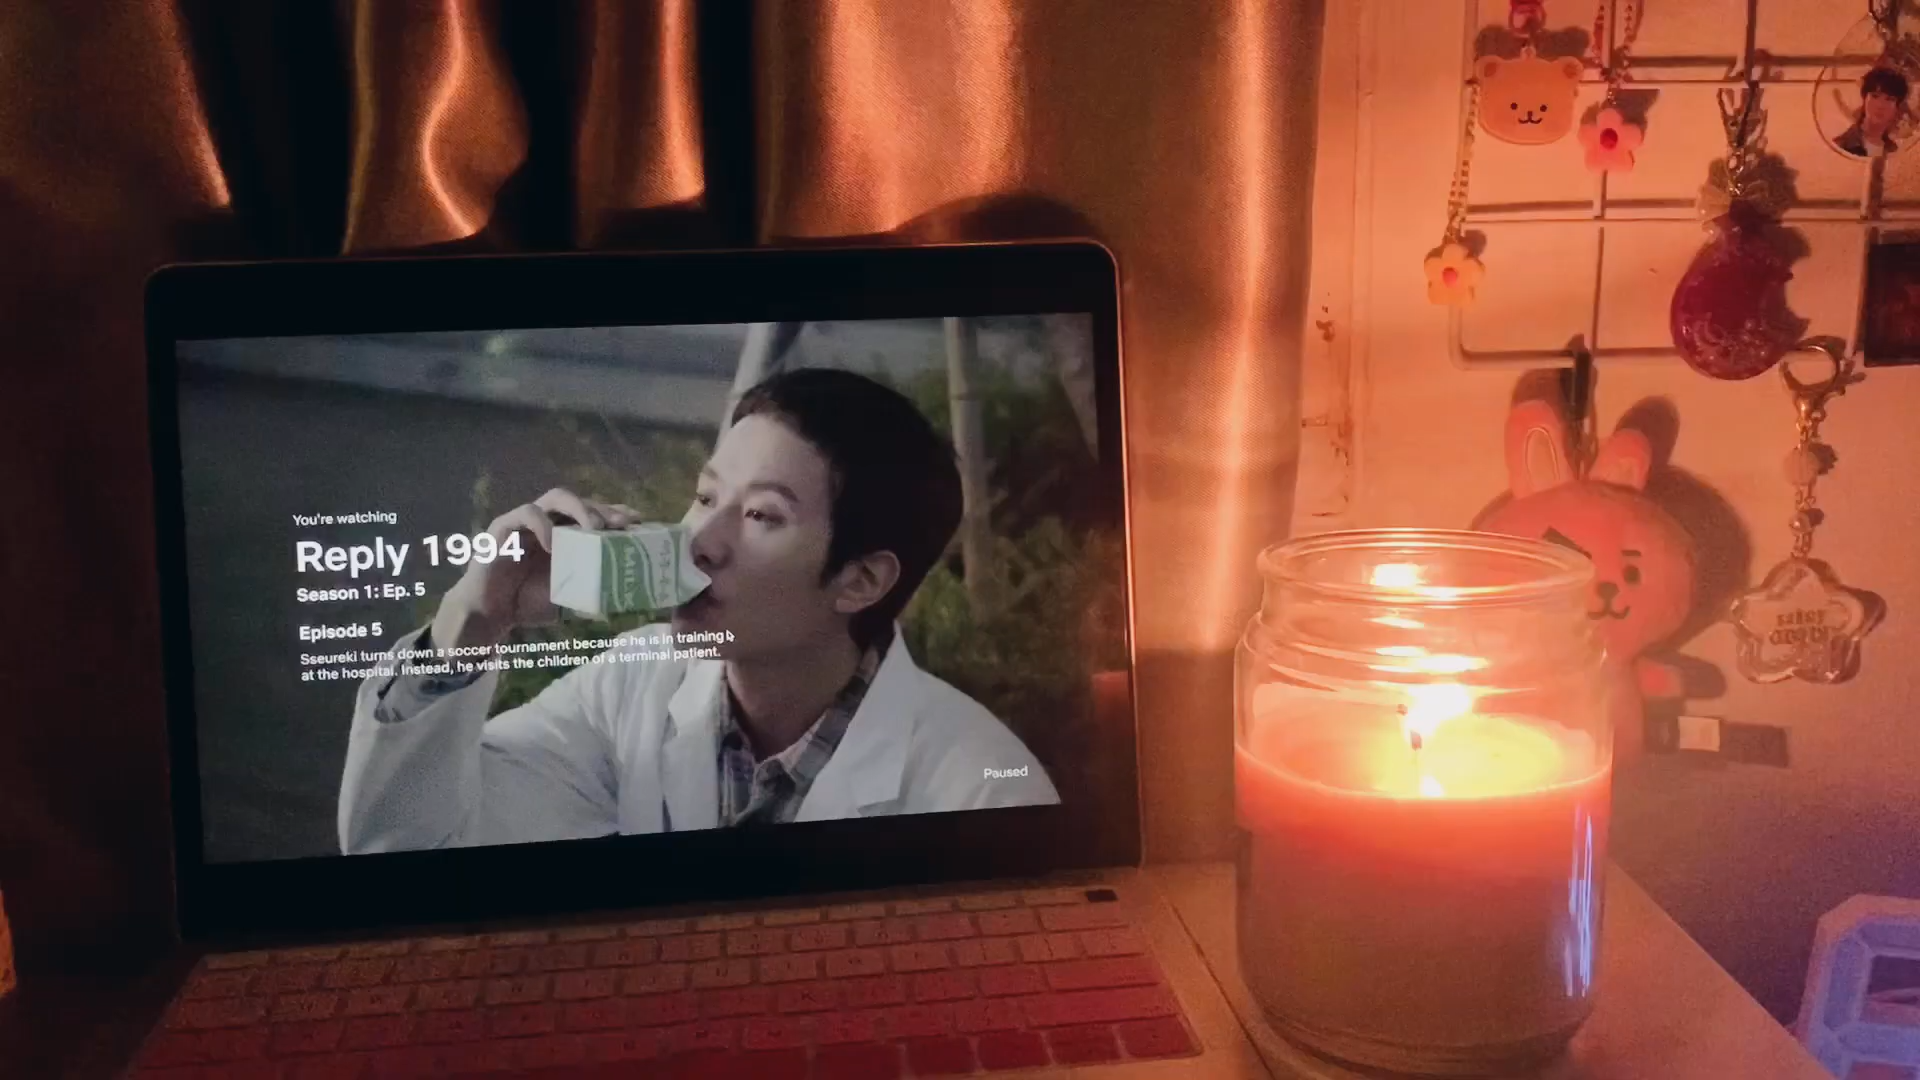 You're watching
Reply 1994
Season 1: Ep. 5
Episode 5
Sseureki turns down a soccer tournament because he is in training
at the hospital. Instead, he visits the children of a terminal patient.
MILK
Paused